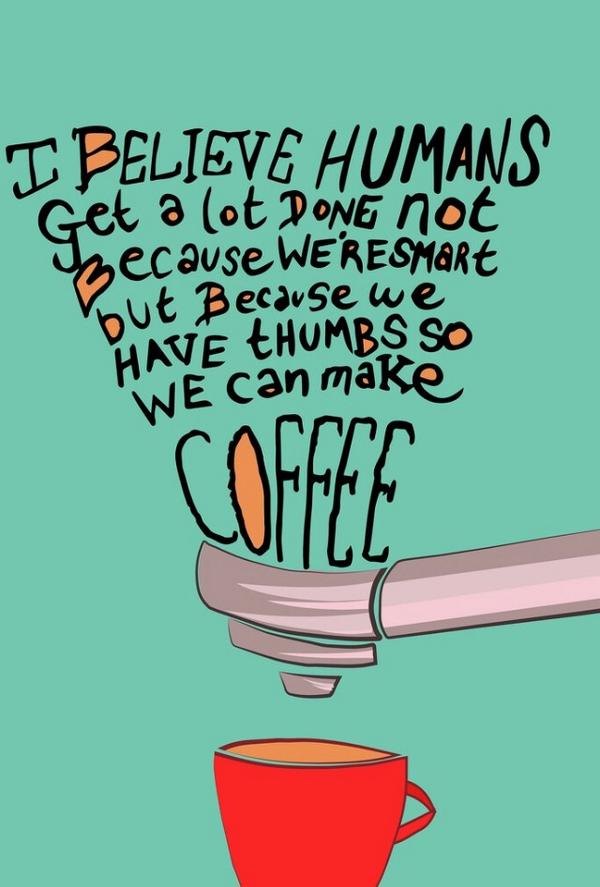 I BELIEVE HUMANS
Get a lot DONE not
Because WE'RE SMART
but Because we
HAVE tHUMBS SO
WE can maKe
COFFEE